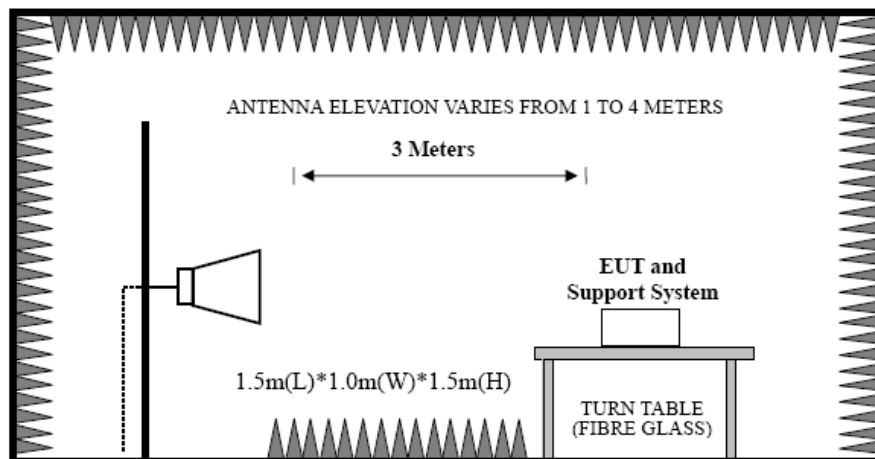 ANTENNA ELEVATION VARIES FROM 1 TO 4 METERS
3 Meters
EUT and
Support System
1.5m(L)*1.0m(W)*1.5m(H)
TURN TABLE
(FIBRE GLASS)